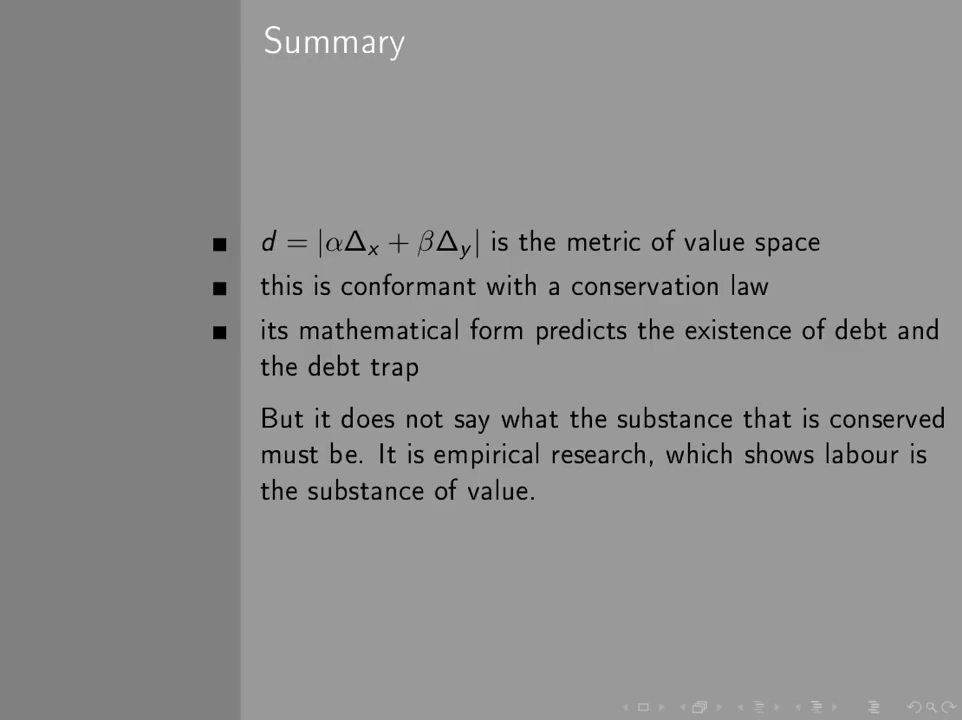 Summary
d = |αΔx + βΔy| is the metric of value space
this is conformant with a conservation law
its mathematical form predicts the existence of debt and
the debt trap
But it does not say what the substance that is conserved
must be. It is empirical research, which shows labour is
the substance of value.